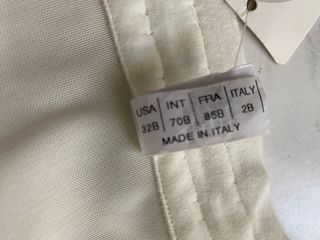 USA INT FRA ITALY
32B 70B 85B 2B
MADE IN ITALY